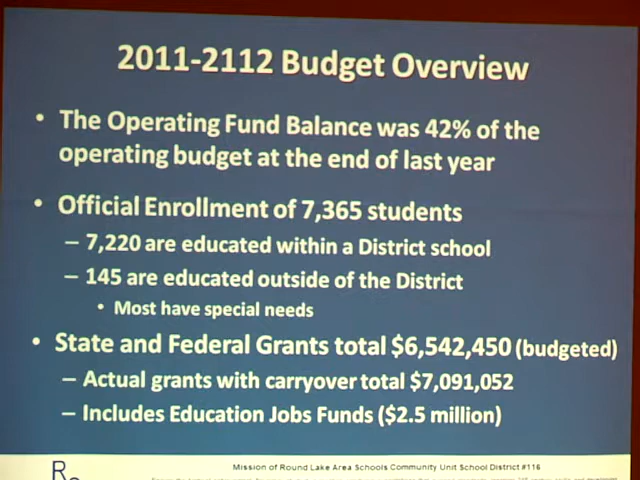 2011-2112 Budget Overview
• The Operating Fund Balance was 42% of the
operating budget at the end of last year
• Official Enrollment of 7,365 students
– 7,220 are educated within a District school
– 145 are educated outside of the District
• Most have special needs
• State and Federal Grants total $6,542,450 (budgeted)
– Actual grants with carryover total $7,091,052
– Includes Education Jobs Funds ($2.5 million)
Mission of Round Lake Area Schools Community Unit School District #116
R